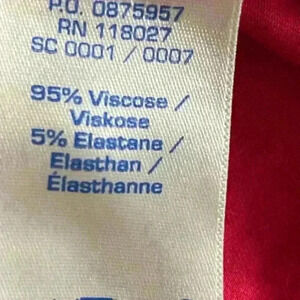 P.O. 0875957
RN 118027
SC 0001 / 0007
95% Viscose /
Viskose
5% Elastane /
Elasthan /
Élasthanne